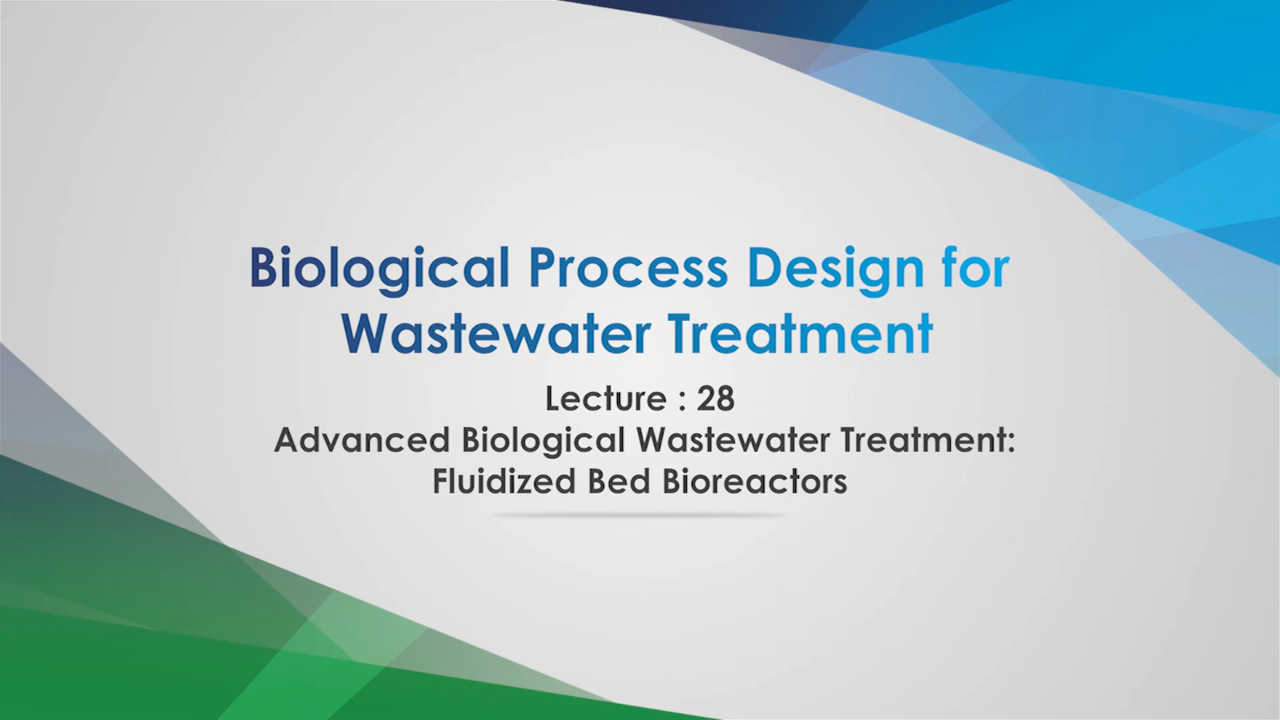 Biological Process Design for
Wastewater Treatment
Lecture : 28
Advanced Biological Wastewater Treatment:
Fluidized Bed Bioreactors